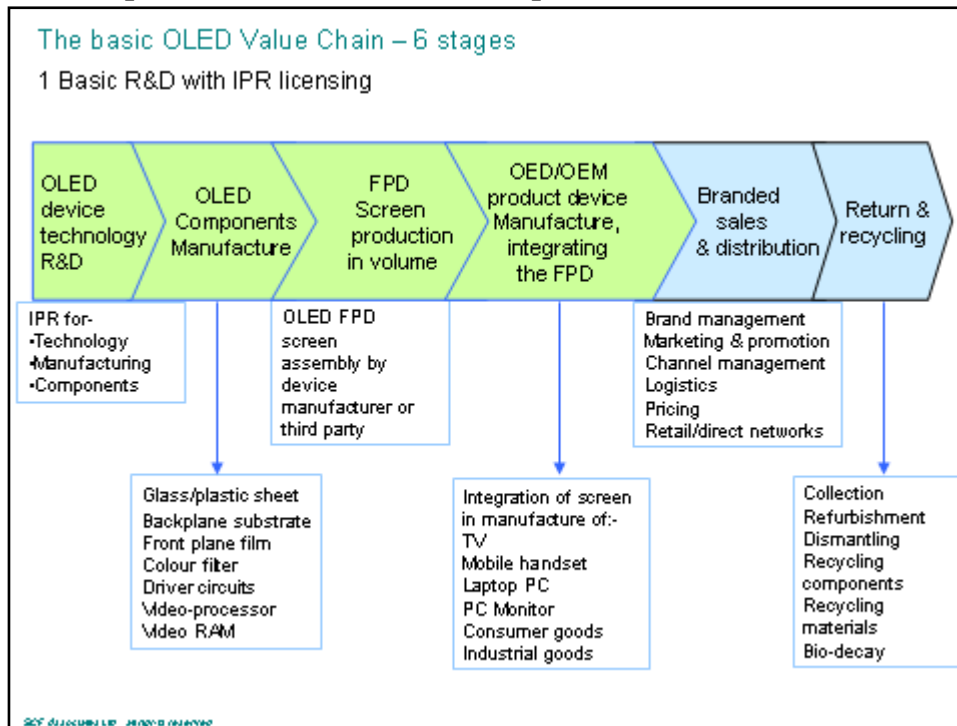 The basic OLED Value Chain – 6 stages
1 Basic R&D with IPR licensing
OLED
device
technology
R&D
OLED
Components
Manufacture
FPD
Screen
production
in volume
OED/OEM
product device
Manufacture,
integrating
the FPD
Branded
sales
& distribution
Return &
recycling
IPR for-
•Technology
•Manufacturing
•Components
OLED FPD
screen
assembly by
device
manufacturer or
third party
Brand management
Marketing & promotion
Channel management
Logistics
Pricing
Retail/direct networks
Glass/plastic sheet
Backplane substrate
Front plane film
Colour filter
Driver circuits
Video-processor
Video RAM
Integration of screen
in manufacture of:-
TV
Mobile handset
Laptop PC
PC Monitor
Consumer goods
Industrial goods
Collection
Refurbishment
Dismantling
Recycling
components
Recycling
materials
Bio-decay